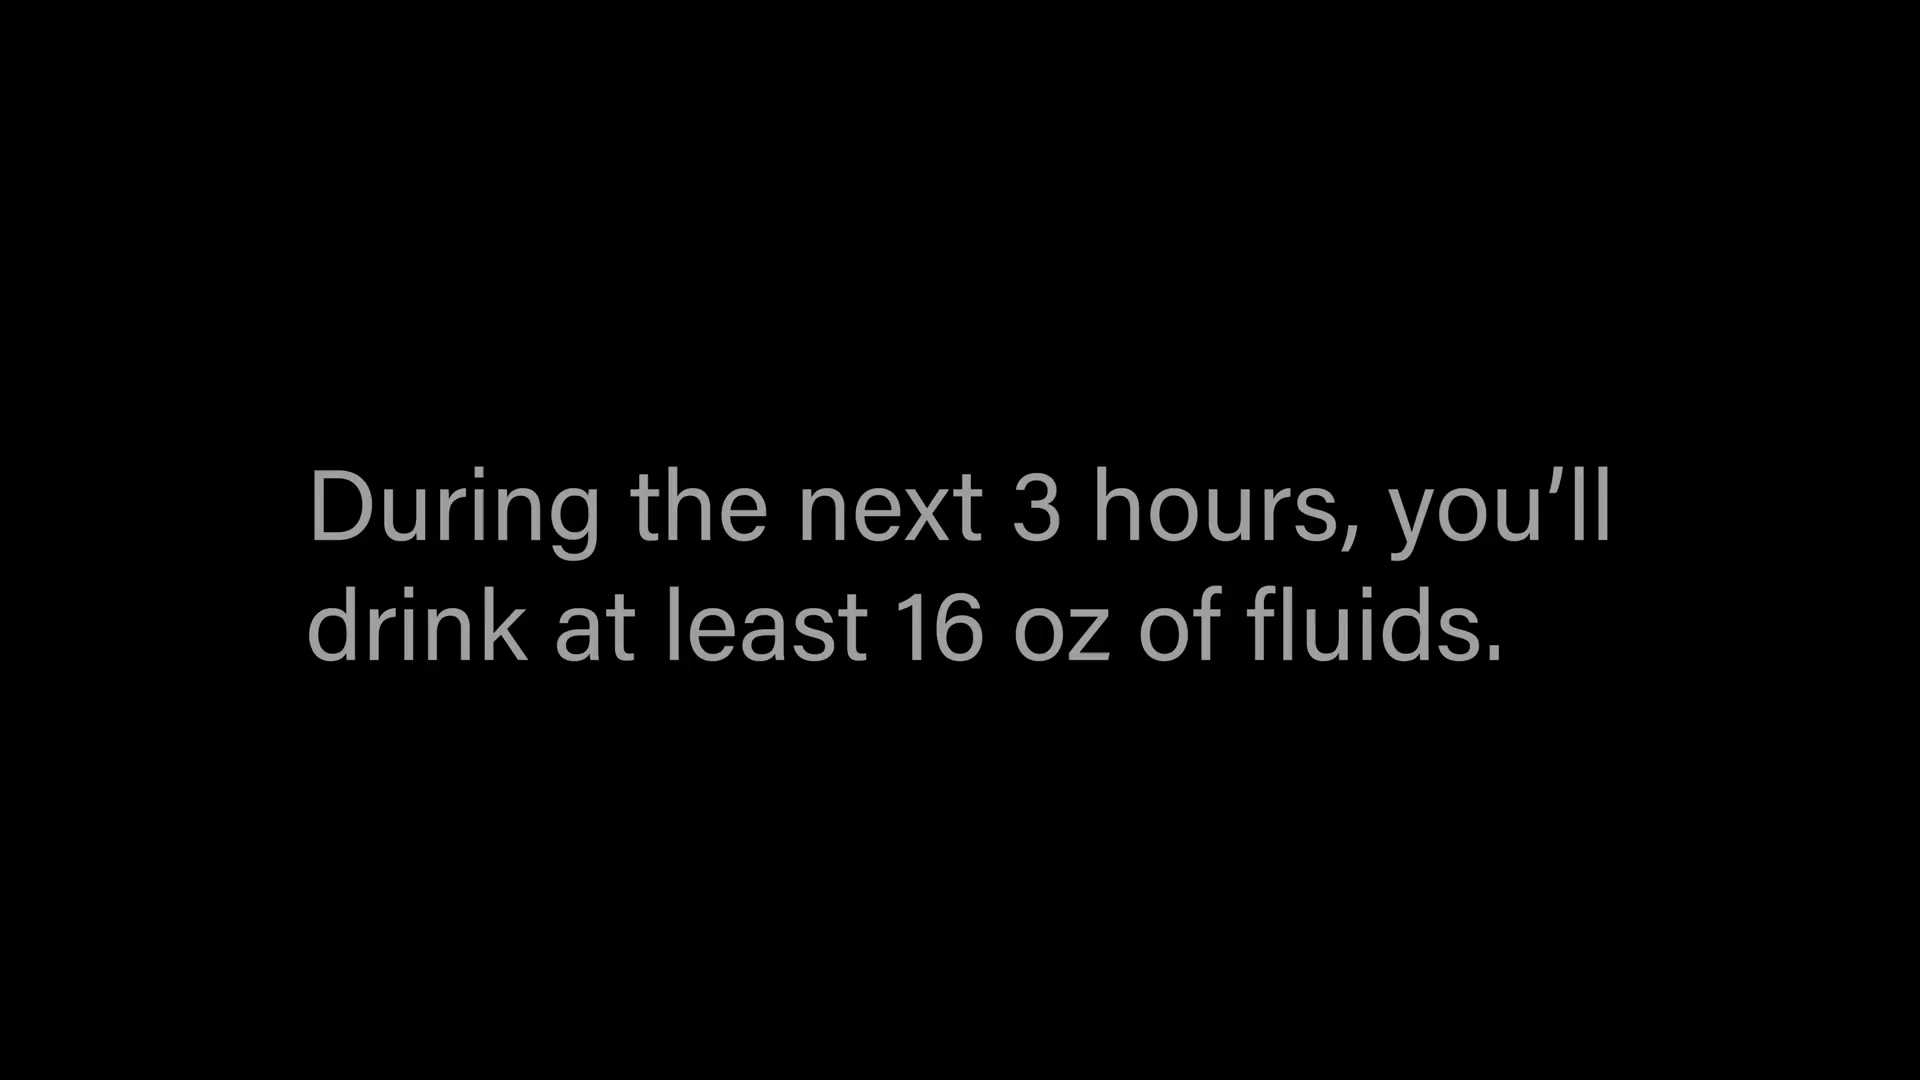 During the next 3 hours, you’ll
drink at least 16 oz of fluids.